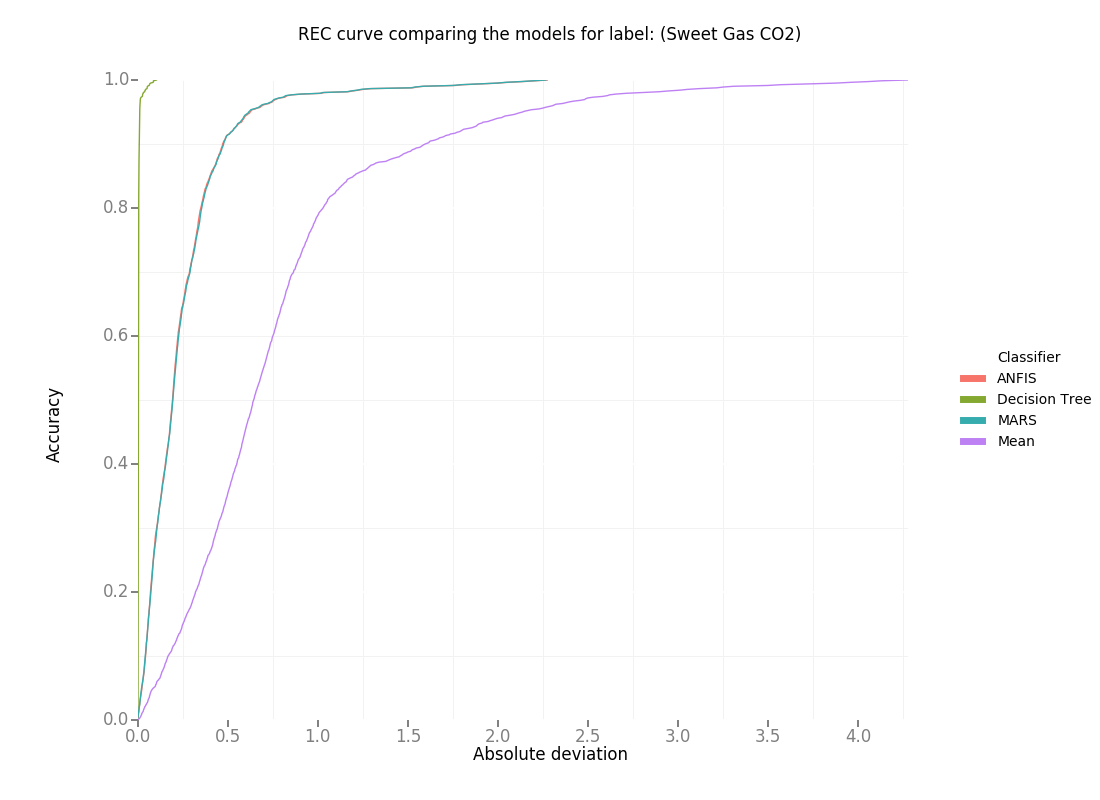 REC curve comparing the models for label: (Sweet Gas CO2)
1.0
0.8
0.6
0.4
0.2
0.0
Accuracy
0.0 0.5 1.0 1.5 2.0 2.5 3.0 3.5 4.0
Absolute deviation
Classifier
ANFIS
Decision Tree
MARS
Mean